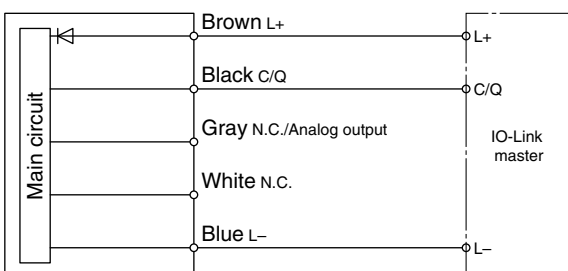 Brown L+
L+
Black C/Q
C/Q
Gray N.C./Analog output
IO-Link
master
Main circuit
White N.C.
Blue L–
L–